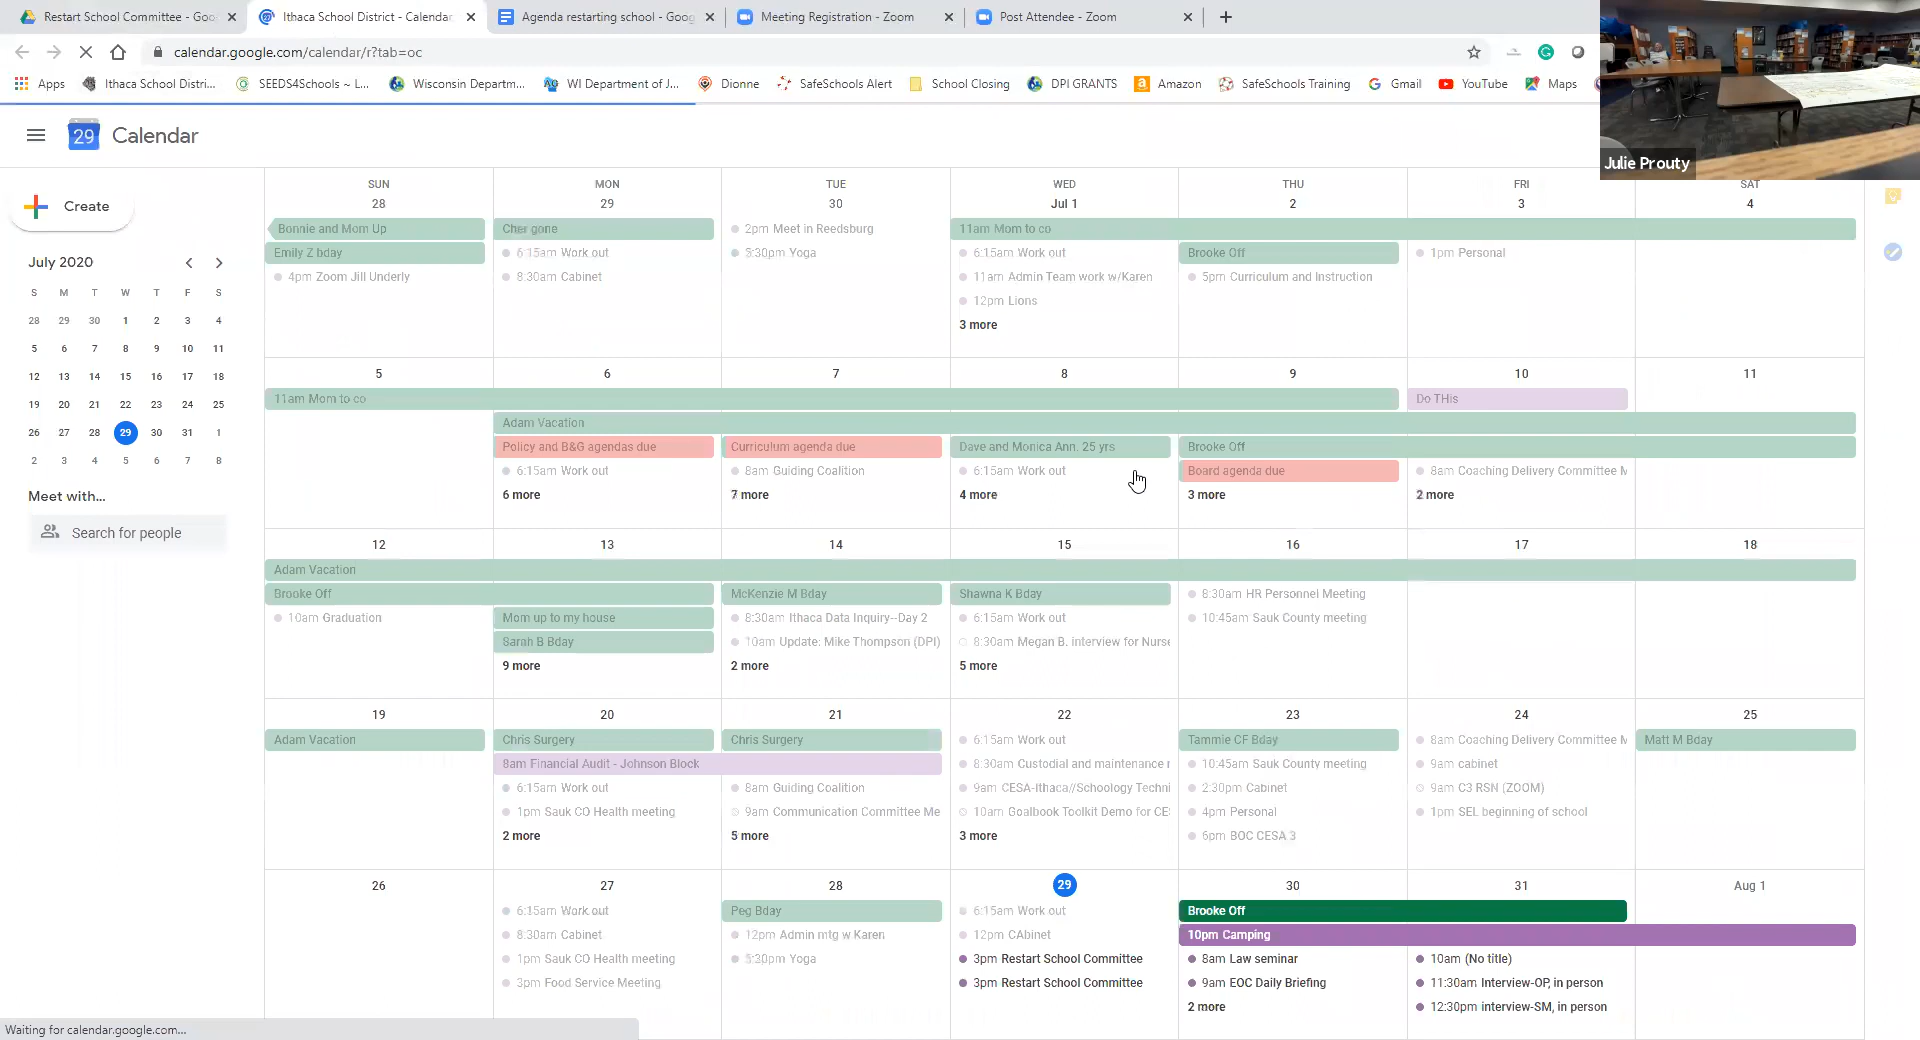 Restart School Committee - Goo
Ithaca School District - Calendar
Agenda restarting school - Goog
Meeting Registration - Zoom
Post Attendee - Zoom
calendar.google.com/calendar/r?tab=oc
Apps
Ithaca School Distri...
SEEDS4Schools ~ L...
Wisconsin Departm...
WI Department of J...
Dionne
SafeSchools Alert
School Closing
DPI GRANTS
Amazon
SafeSchools Training
Gmail
YouTube
Maps
Julie Prouty
29
Calendar
Create
July 2020
S M T W T F S
28 29 30 1 2 3 4
5 6 7 8 9 10 11
12 13 14 15 16 17 18
19 20 21 22 23 24 25
26 27 28 29 30 31 1
2 3 4 5 6 7 8
Meet with...
Search for people
SUN MON TUE WED THU FRI SAT
28 29 30 Jul 1 2 3 4
Bonnie and Mom Up
Emily Z bday
4pm Zoom Jill Underly
Cher gone
6:15am Work out
8:30am Cabinet
2pm Meet in Reedsburg
5:30pm Yoga
11am Mom to co
6:15am Work out
11am Admin Team work w/Karen
12pm Lions
3 more
Brooke Off
5pm Curriculum and Instruction
1pm Personal
5 6 7 8 9 10 11
11am Mom to co
Adam Vacation
Policy and B&G agendas due
6:15am Work out
6 more
Curriculum agenda due
8am Guiding Coalition
7 more
Dave and Monica Ann. 25 yrs
6:15am Work out
4 more
Brooke Off
Board agenda due
3 more
Do THis
8am Coaching Delivery Committee M
2 more
12 13 14 15 16 17 18
Adam Vacation
Brooke Off
10am Graduation
Mom up to my house
Sarah B Bday
9 more
McKenzie M Bday
8:30am Ithaca Data Inquiry--Day 2
10am Update: Mike Thompson (DPI)
2 more
Shawna K Bday
6:15am Work out
8:30am Megan B. interview for Nurse
5 more
8:30am HR Personnel Meeting
10:45am Sauk County meeting
19 20 21 22 23 24 25
Adam Vacation
Chris Surgery
8am Financial Audit - Johnson Block
6:15am Work out
1pm Sauk CO Health meeting
2 more
Chris Surgery
8am Guiding Coalition
9am Communication Committee Me
5 more
6:15am Work out
8:30am Custodial and maintenance r
9am CESA-Ithaca//Schoology Techni
10am Goalbook Toolkit Demo for CE
3 more
Tammie CF Bday
10:45am Sauk County meeting
2:30pm Cabinet
4pm Personal
6pm BOC CESA 3
8am Coaching Delivery Committee M
9am cabinet
9am C3 RSN (ZOOM)
1pm SEL beginning of school
Matt M Bday
26 27 28 29 30 31 Aug 1
6:15am Work out
8:30am Cabinet
1pm Sauk CO Health meeting
3pm Food Service Meeting
Peg Bday
12pm Admin mtg w Karen
Yoga
6:15am Work out
12pm CAbinet
3pm Restart School Committee
3pm Restart School Committee
Brooke Off
10pm Camping
8am Law seminar
9am EOC Daily Briefing
2 more
10am (No title)
11:30am Interview-OP, in person
12:30pm interview-SM, in person
Waiting for calendar.google.com...